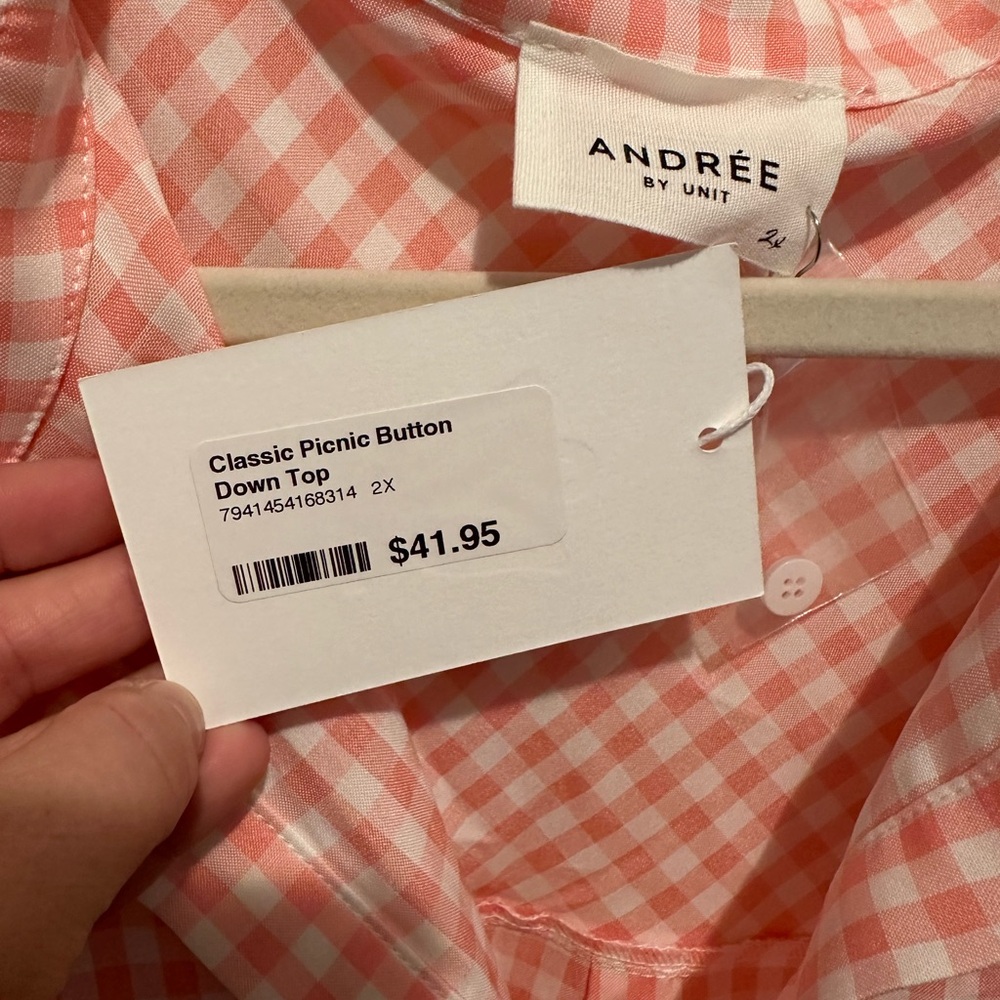 ANDRÉE
BY UNIT
2x
Classic Picnic Button
Down Top
7941454168314 2X
$41.95